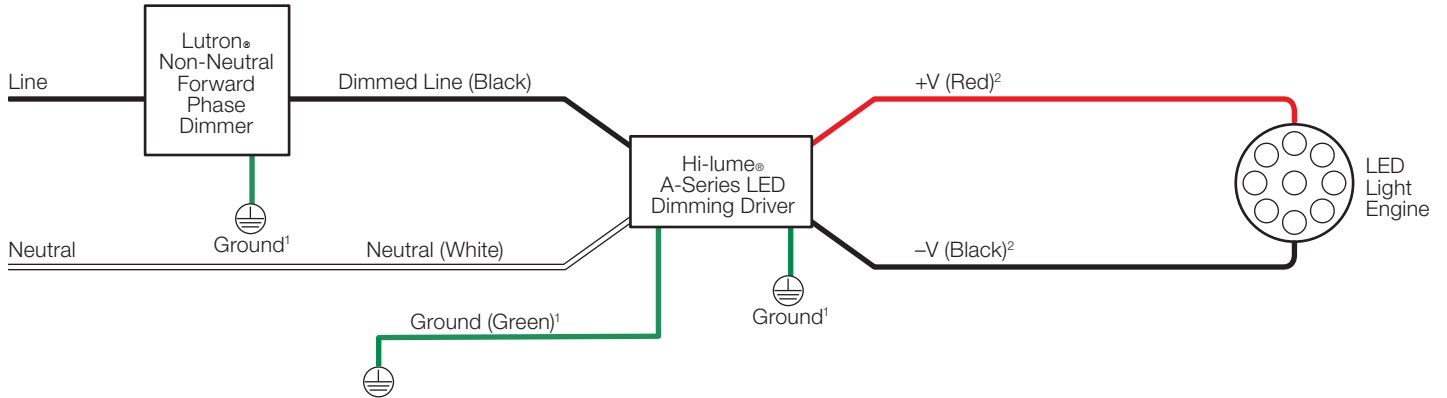 Lutron®
Non-Neutral
Forward
Phase
Dimmer
Line
Dimmed Line (Black)
+V (Red)²
Hi-lume®
A-Series LED
Dimming Driver
LED
Light
Engine
Ground¹
Neutral
Neutral (White)
–V (Black)²
Ground (Green)¹
Ground¹